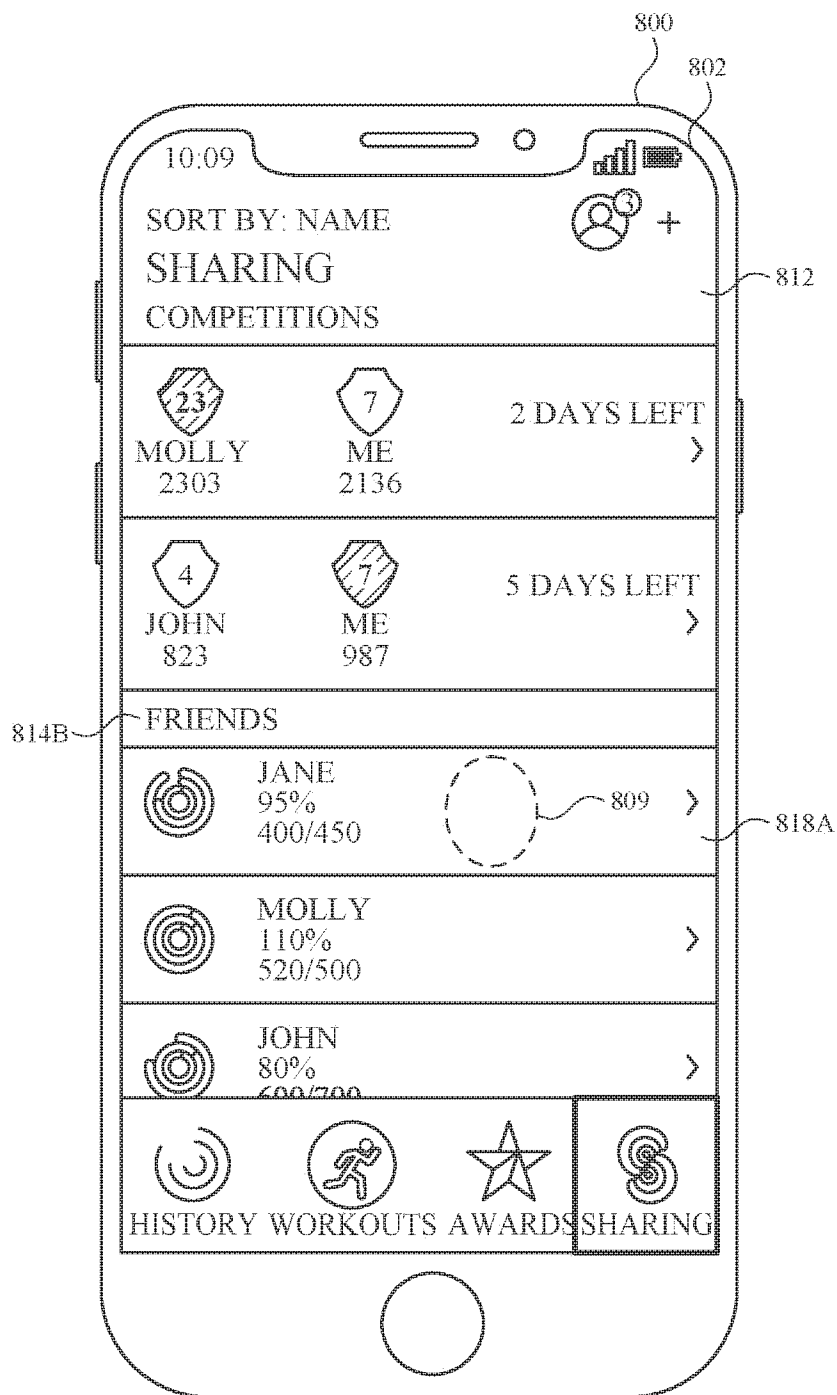 800
802
10:09
SORT BY: NAME
3
+
SHARING
812
COMPETITIONS
23
7
2 DAYS LEFT
MOLLY
ME
2303
2136
4
7
5 DAYS LEFT
JOHN
ME
823
987
814B
FRIENDS
JANE
95%
809
400/450
818A
MOLLY
110%
520/500
JOHN
80%
600/700
HISTORY WORKOUTS AWARDS SHARING